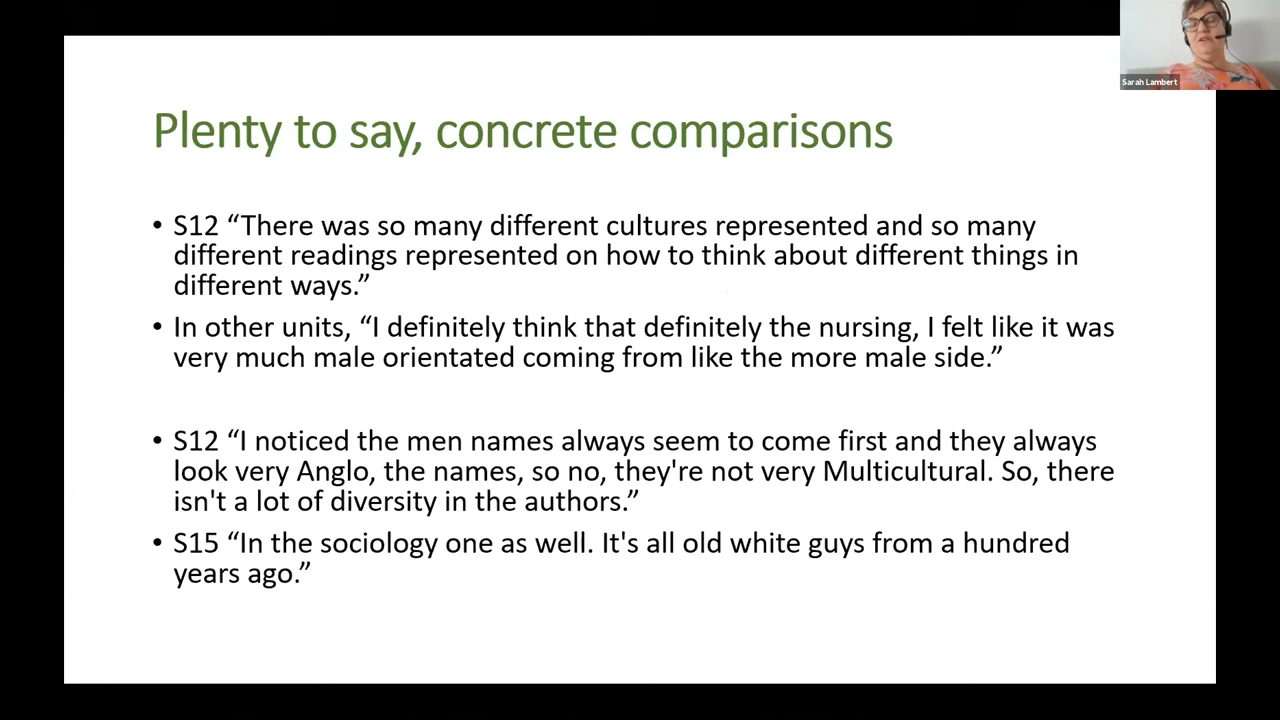 Sarah Lambert
Plenty to say, concrete comparisons
• S12 “There was so many different cultures represented and so many
different readings represented on how to think about different things in
different ways.”
• In other units, “I definitely think that definitely the nursing, I felt like it was
very much male orientated coming from like the more male side.”
• S12 “I noticed the men names always seem to come first and they always
look very Anglo, the names, so no, they're not very Multicultural. So, there
isn't a lot of diversity in the authors.”
• S15 “In the sociology one as well. It's all old white guys from a hundred
years ago.”